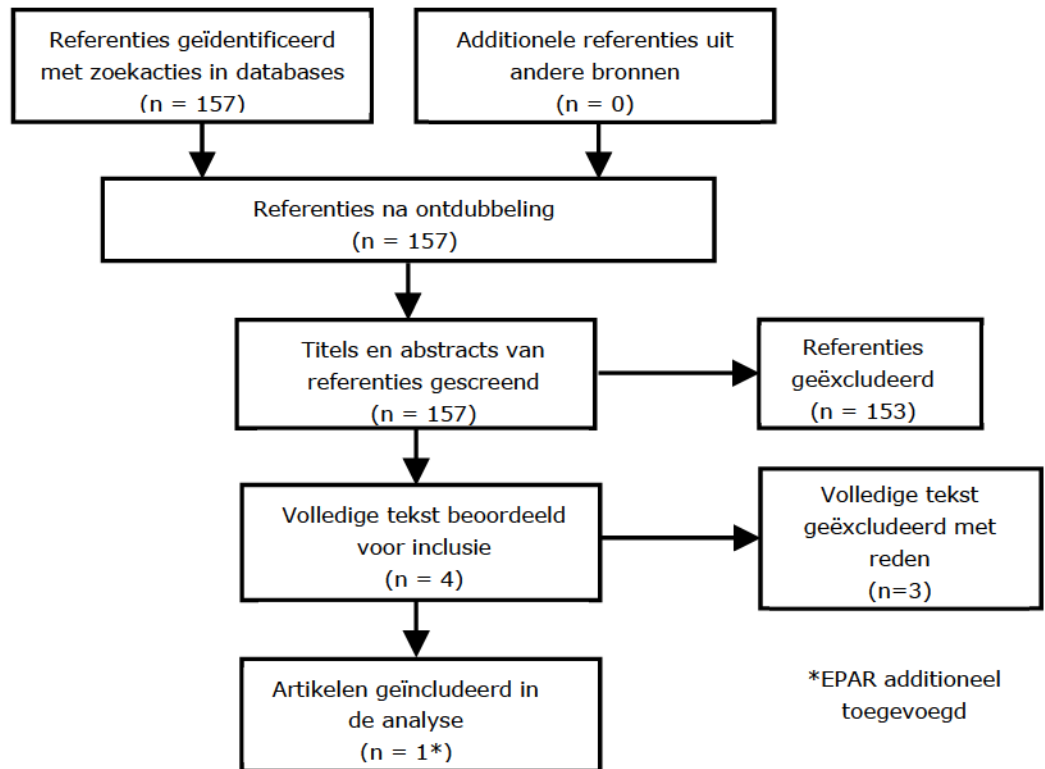 Referenties geïdentificeerd
met zoekacties in databases
(n = 157)
Additionele referenties uit
andere bronnen
(n = 0)
Referenties na ontdubbeling
(n = 157)
Titels en abstracts van
referenties gescreend
(n = 157)
Referenties
geëxcludeerd
(n = 153)
Volledige tekst beoordeeld
voor inclusie
(n = 4)
Volledige tekst
geëxcludeerd met
reden
(n=3)
Artikelen geïncludeerd in
de analyse
(n = 1*)
*EPAR additioneel
toegevoegd